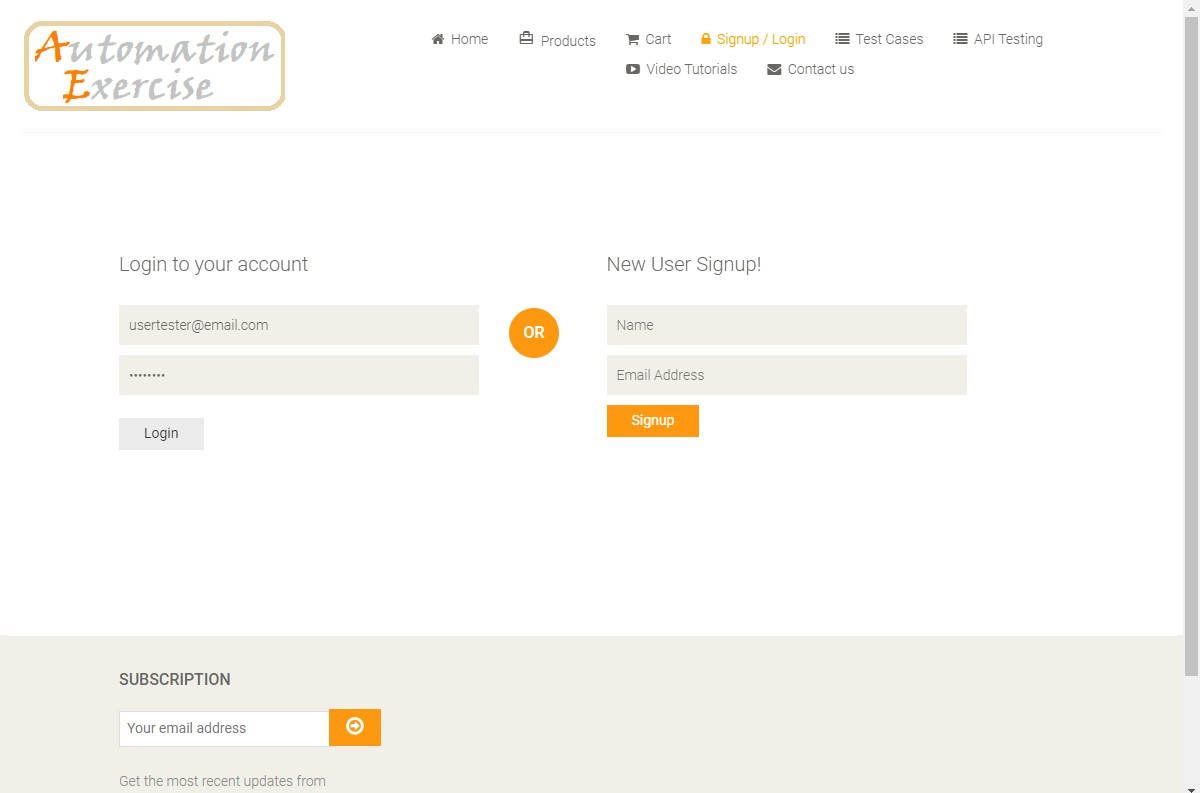 Automation
Exercise
Home
Products
Cart
Signup / Login
Test Cases
API Testing
Video Tutorials
Contact us
Login to your account
usertester@email.com
••••••••
Login
OR
New User Signup!
Name
Email Address
Signup
SUBSCRIPTION
Your email address
Get the most recent updates from